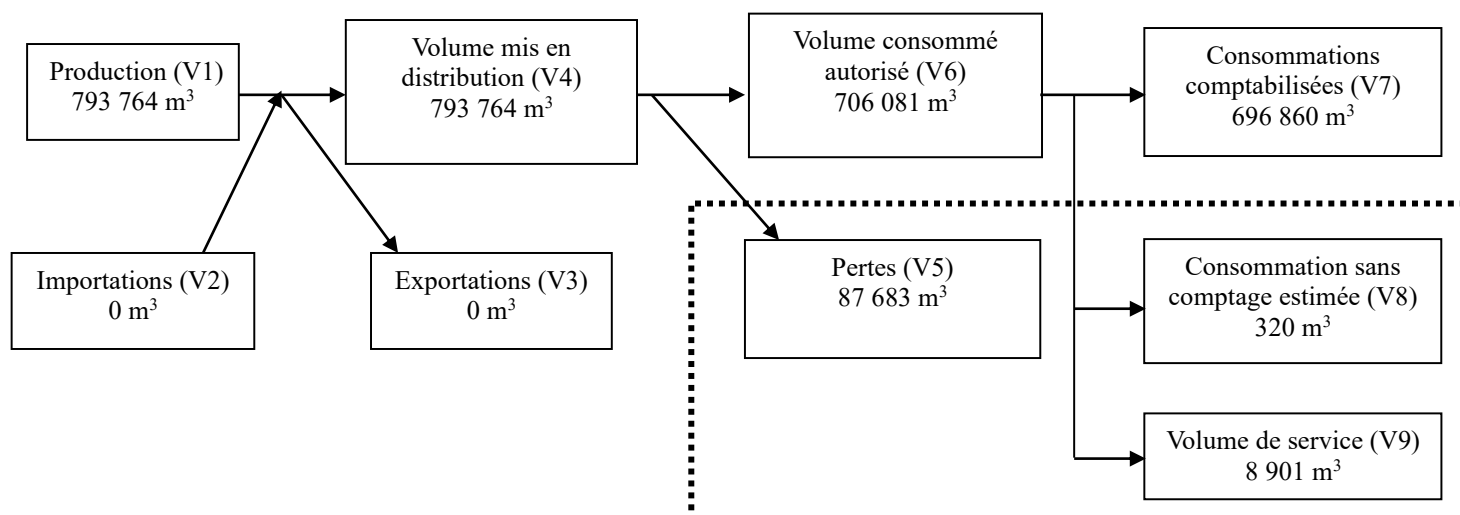 Production (V1)
793 764 m³
Volume mis en
distribution (V4)
793 764 m³
Volume consommé
autorisé (V6)
706 081 m³
Consommations
comptabilisées (V7)
696 860 m³
Importations (V2)
0 m³
Exportations (V3)
0 m³
Pertes (V5)
87 683 m³
Consommation sans
comptage estimée (V8)
320 m³
Volume de service (V9)
8 901 m³